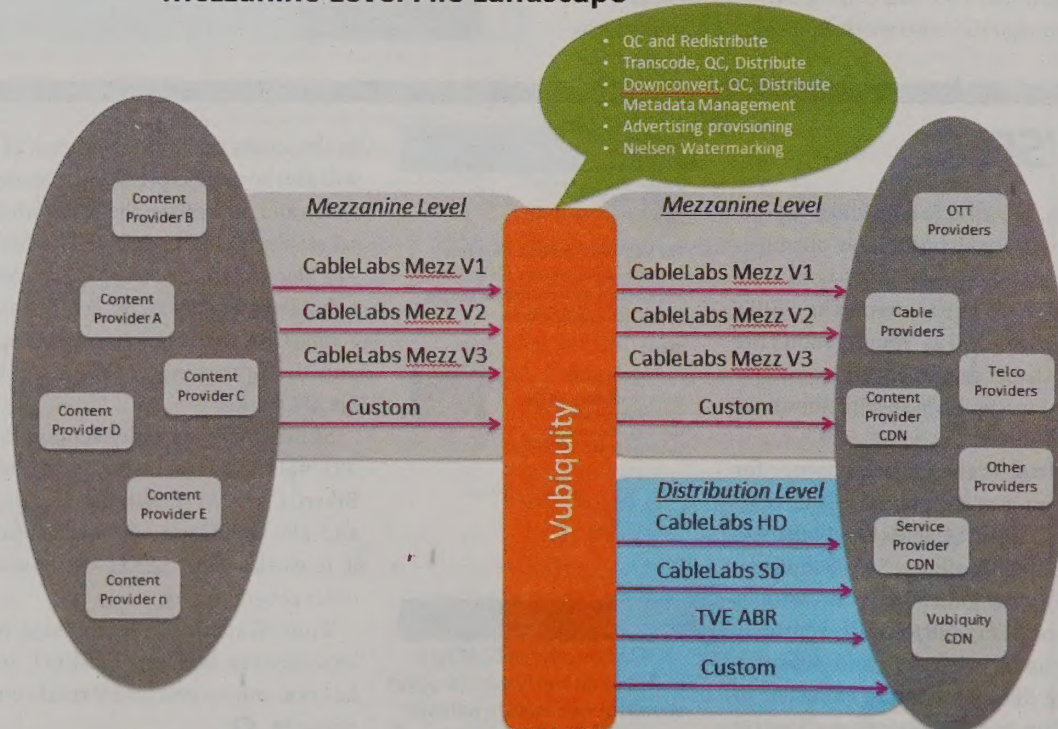 Mezzanine Level File Landscape
QC and Redistribute
Transcode, QC, Distribute
Downconvert, QC, Distribute
Metadata Management
Advertising provisioning
Nielsen Watermarking
Content
Provider B
Content
Provider A
Content
Provider C
Content
Provider D
Content
Provider E
Content
Provider n
Mezzanine Level
CableLabs Mezz V1
CableLabs Mezz V2
CableLabs Mezz V3
Custom
Vubiquity
Mezzanine Level
CableLabs Mezz V1
CableLabs Mezz V2
CableLabs Mezz V3
Custom
Distribution Level
CableLabs HD
CableLabs SD
TVE ABR
Custom
OTT
Providers
Cable
Providers
Telco
Providers
Content
Provider
CDN
Other
Providers
Service
Provider
CDN
Vubiquity
CDN